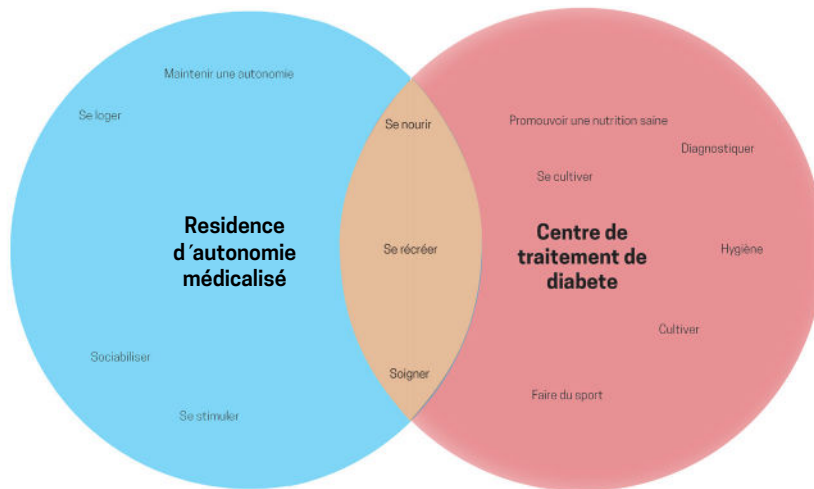 Maintenir une autonomie
Se loger
Residence
d´autonomie
médicalisé
Sociabiliser
Se stimuler
Se nourir
Se récréer
Soigner
Promouvoir une nutrition saine
Diagnostiquer
Se cultiver
Centre de
traitement de
diabete
Hygiène
Cultiver
Faire du sport